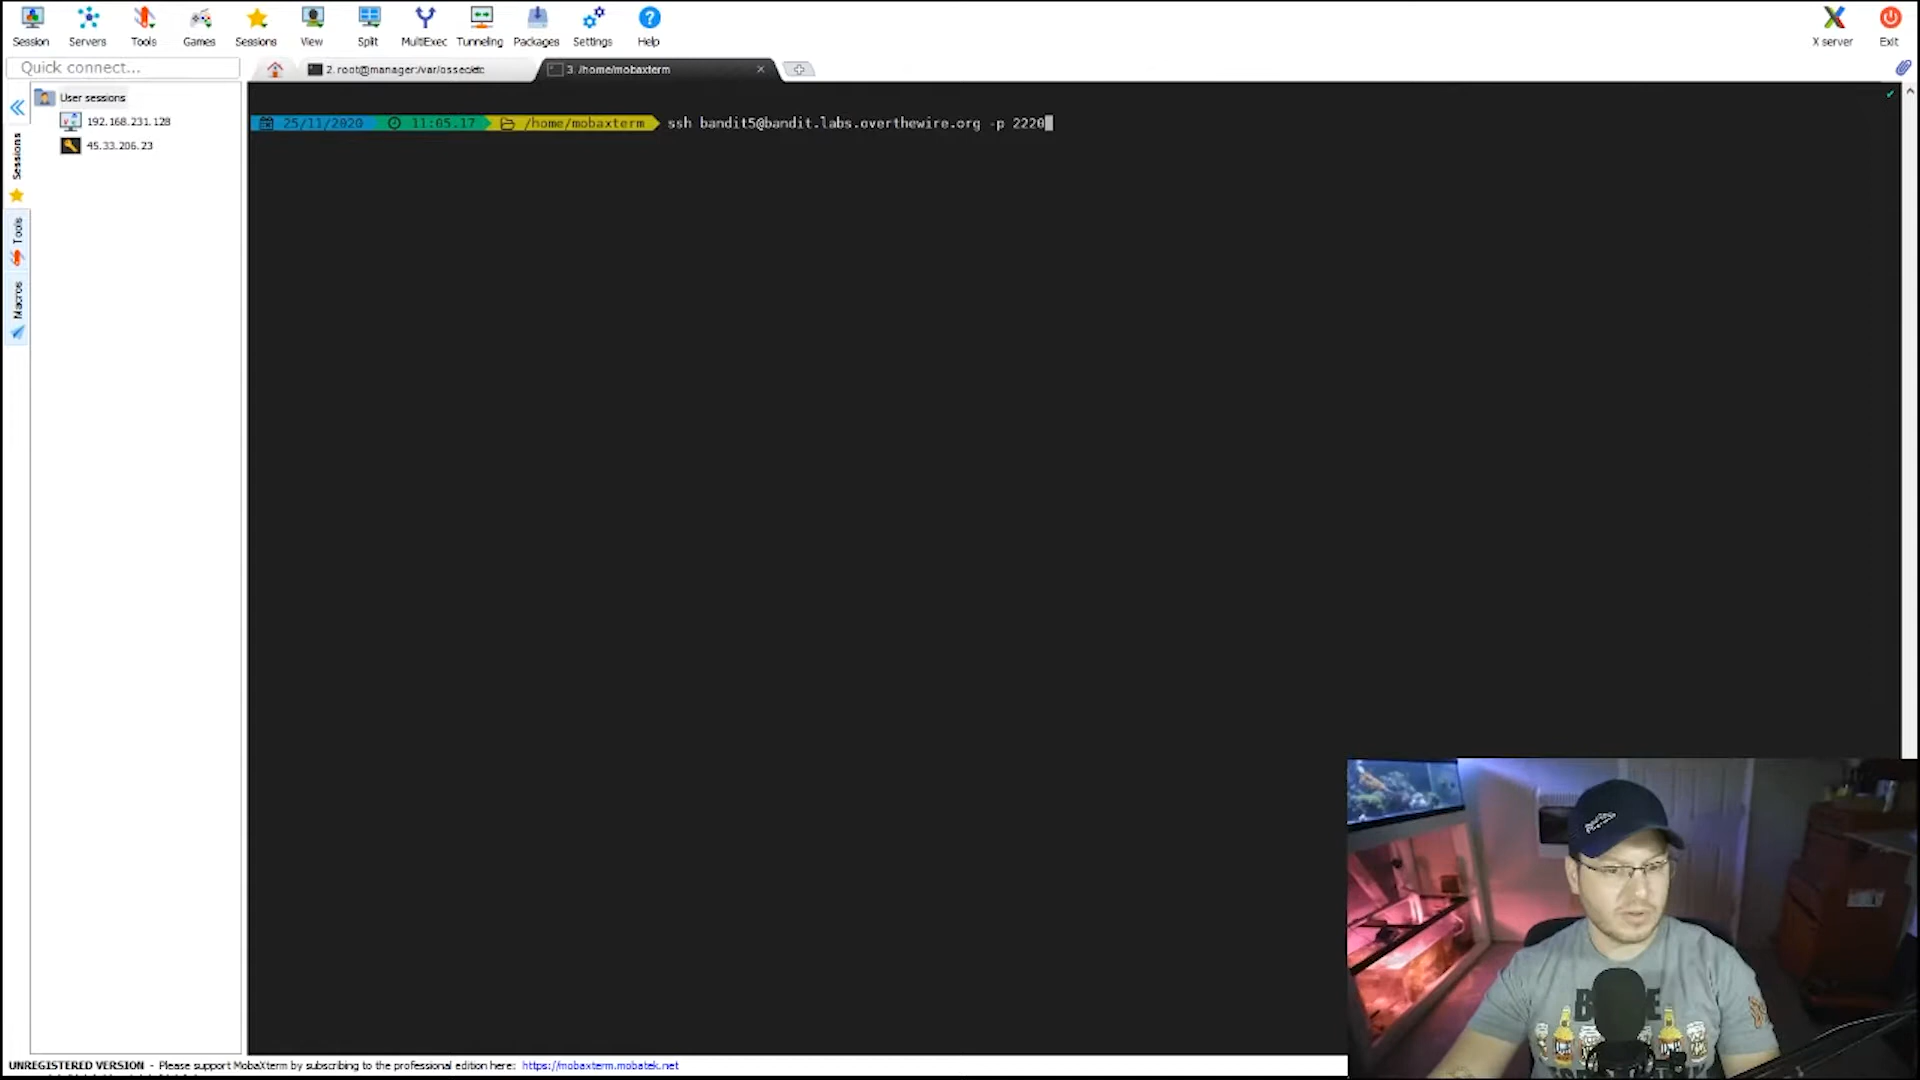 Session Servers Tools Games Sessions View Split MultiExec Tunneling Packages Settings Help X server Exit
Quick connect...
2. root@manager:/var/ossec/etc
3. /home/mobaxterm
User sessions
192.168.231.128
45.33.206.23
Sessions
Tools
Macros
25/11/2020 11:05.17 /home/mobaxterm ssh bandit5@bandit.labs.overthewire.org -p 2220
UNREGISTERED VERSION - Please support MobaXterm by subscribing to the professional edition here: https://mobaxterm.mobatek.net